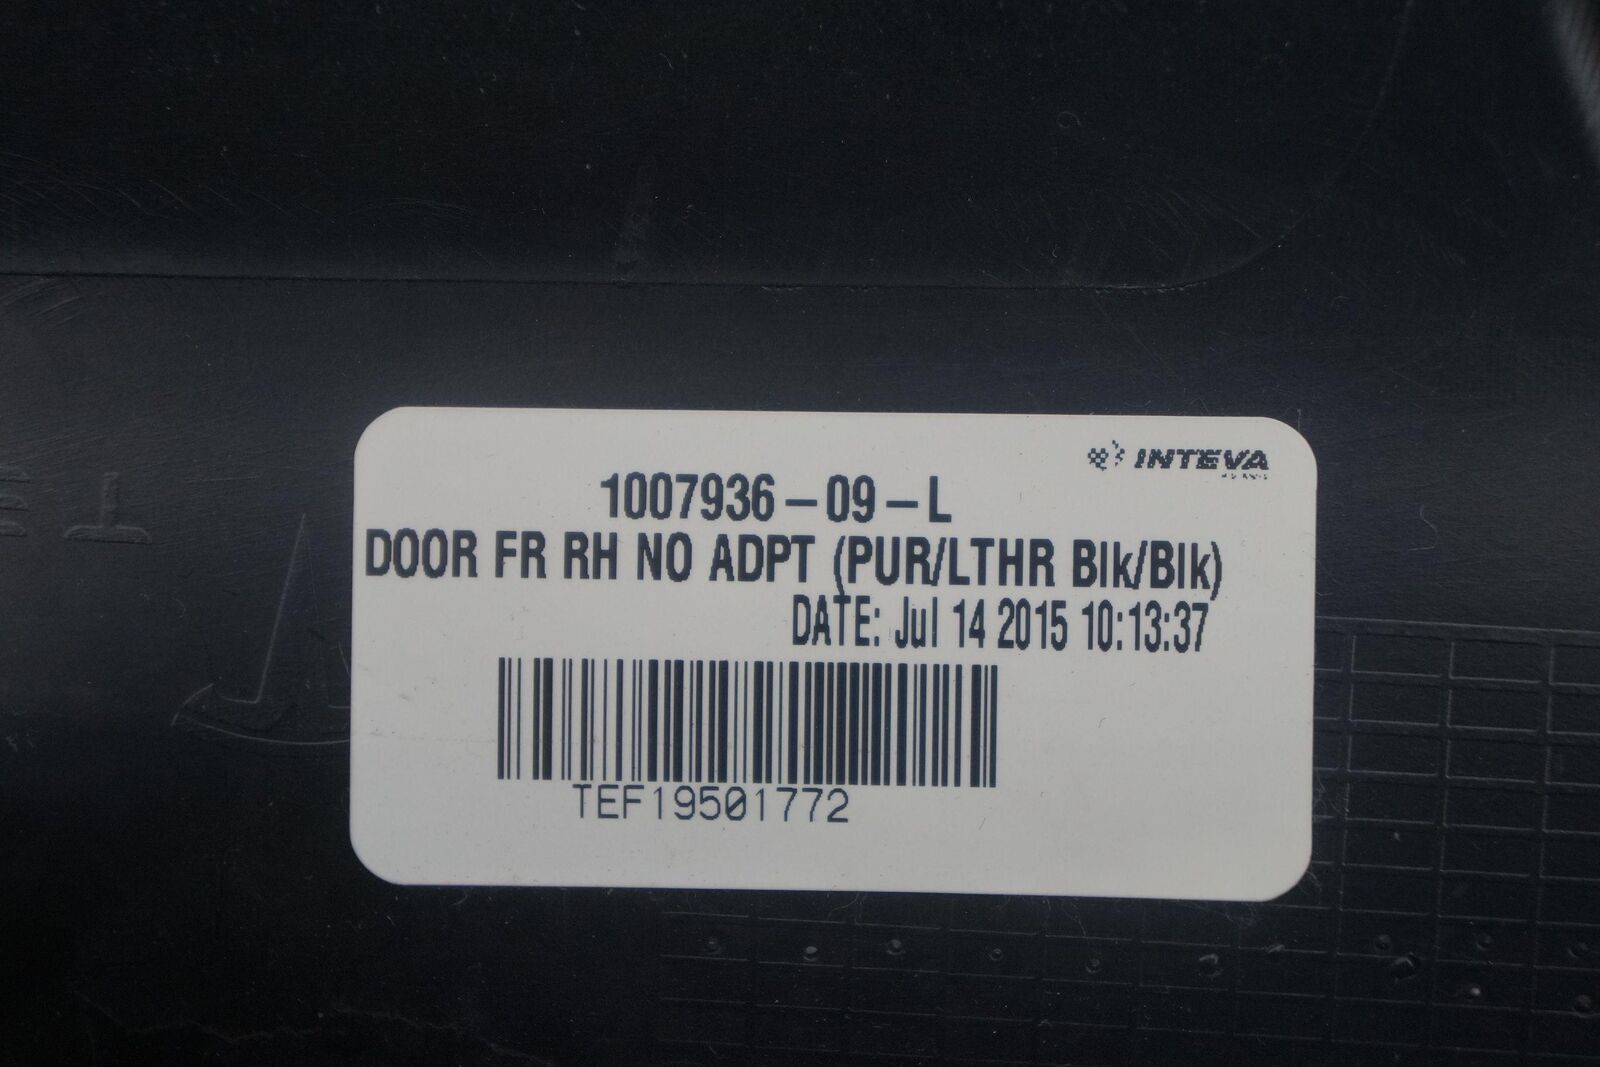 INTEVA
1007936-09-L
DOOR FR RH NO ADPT (PUR/LTHR Blk/Blk)
DATE: Jul 14 2015 10:13:37
TEF19501772